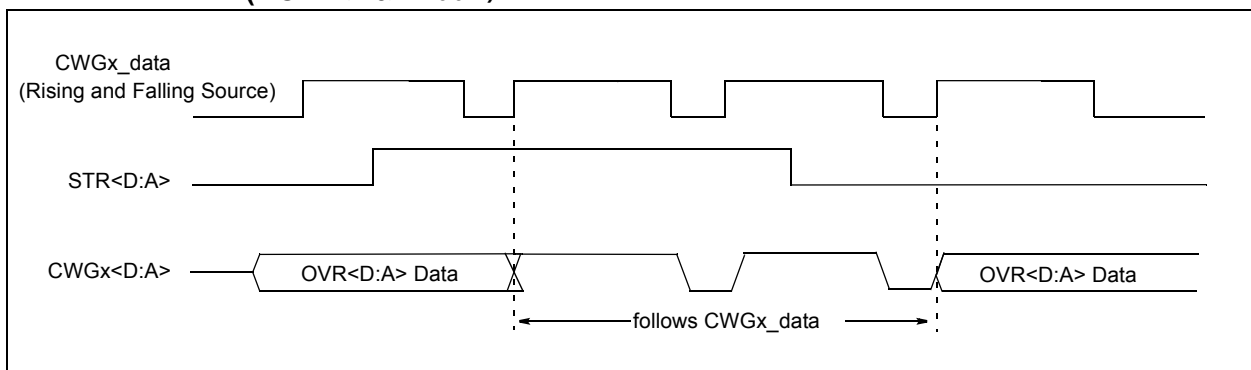 CWGx_data
(Rising and Falling Source)
STR<D:A>
CWGx<D:A>
OVR<D:A> Data
OVR<D:A> Data
follows CWGx_data